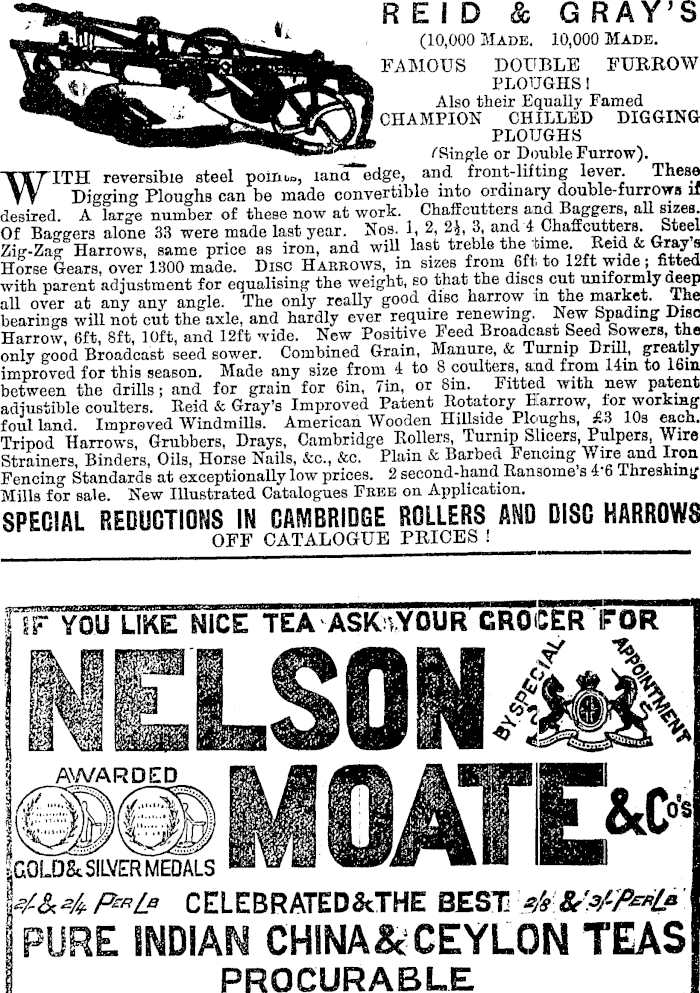 REID & GRAY'S
(10,000 MADE. 10,000 MADE.
FAMOUS DOUBLE FURROW
PLOUGHS!
Also their Equally Famed
CHAMPION CHILLED DIGGING
PLOUGHS
(Single or Double Furrow).
WITH reversible steel points, land edge, and front-lifting lever. These
Digging Ploughs can be made convertible into ordinary double-furrows if
desired. A large number of these now at work. Chaffcutters and Baggers, all sizes.
Of Baggers alone 33 were made last year. Nos. 1, 2, 2½, 3, and 4 Chaffcutters. Steel
Zig-Zag Harrows, same price as iron, and will last treble the time. Reid & Gray's
Horse Gears, over 1300 made. DISC HARROWS, in sizes from 6ft to 12ft wide; fitted
with parent adjustment for equalising the weight, so that the discs cut uniformly deep
all over at any any angle. The only really good disc harrow in the market. The
bearings will not cut the axle, and hardly ever require renewing. New Spading Disc
Harrow, 6ft, 8ft, 10ft, and 12ft wide. New Positive Feed Broadcast Seed Sowers, the
only good Broadcast seed sower. Combined Grain, Manure, & Turnip Drill, greatly
improved for this season. Made any size from 4 to 8 coulters, and from 14in to 16in
between the drills; and for grain for 6in, 7in, or 8in. Fitted with new patent
adjustible coulters. Reid & Gray's Improved Patent Rotatory Harrow, for working
foul land. Improved Windmills. American Wooden Hillside Ploughs, £3 10s each.
Tripod Harrows, Grubbers, Drays, Cambridge Rollers, Turnip Slicers, Pulpers, Wire
Strainers, Binders, Oils, Horse Nails, &c., &c. Plain & Barbed Fencing Wire and Iron
Fencing Standards at exceptionally low prices. 2 second-hand Ransome's 4·6 Threshing
Mills for sale. New Illustrated Catalogues FREE on Application.
SPECIAL REDUCTIONS IN CAMBRIDGE ROLLERS AND DISC HARROWS
OFF CATALOGUE PRICES!
IF YOU LIKE NICE TEA ASK YOUR GROCER FOR
NELSON
BY SPECIAL APPOINTMENT
AWARDED
MOATE & Co's
GOLD & SILVER MEDALS
2/- & 2/4 PER LB CELEBRATED & THE BEST 2/8 & 3/- PER LB
PURE INDIAN CHINA & CEYLON TEAS
PROCURABLE